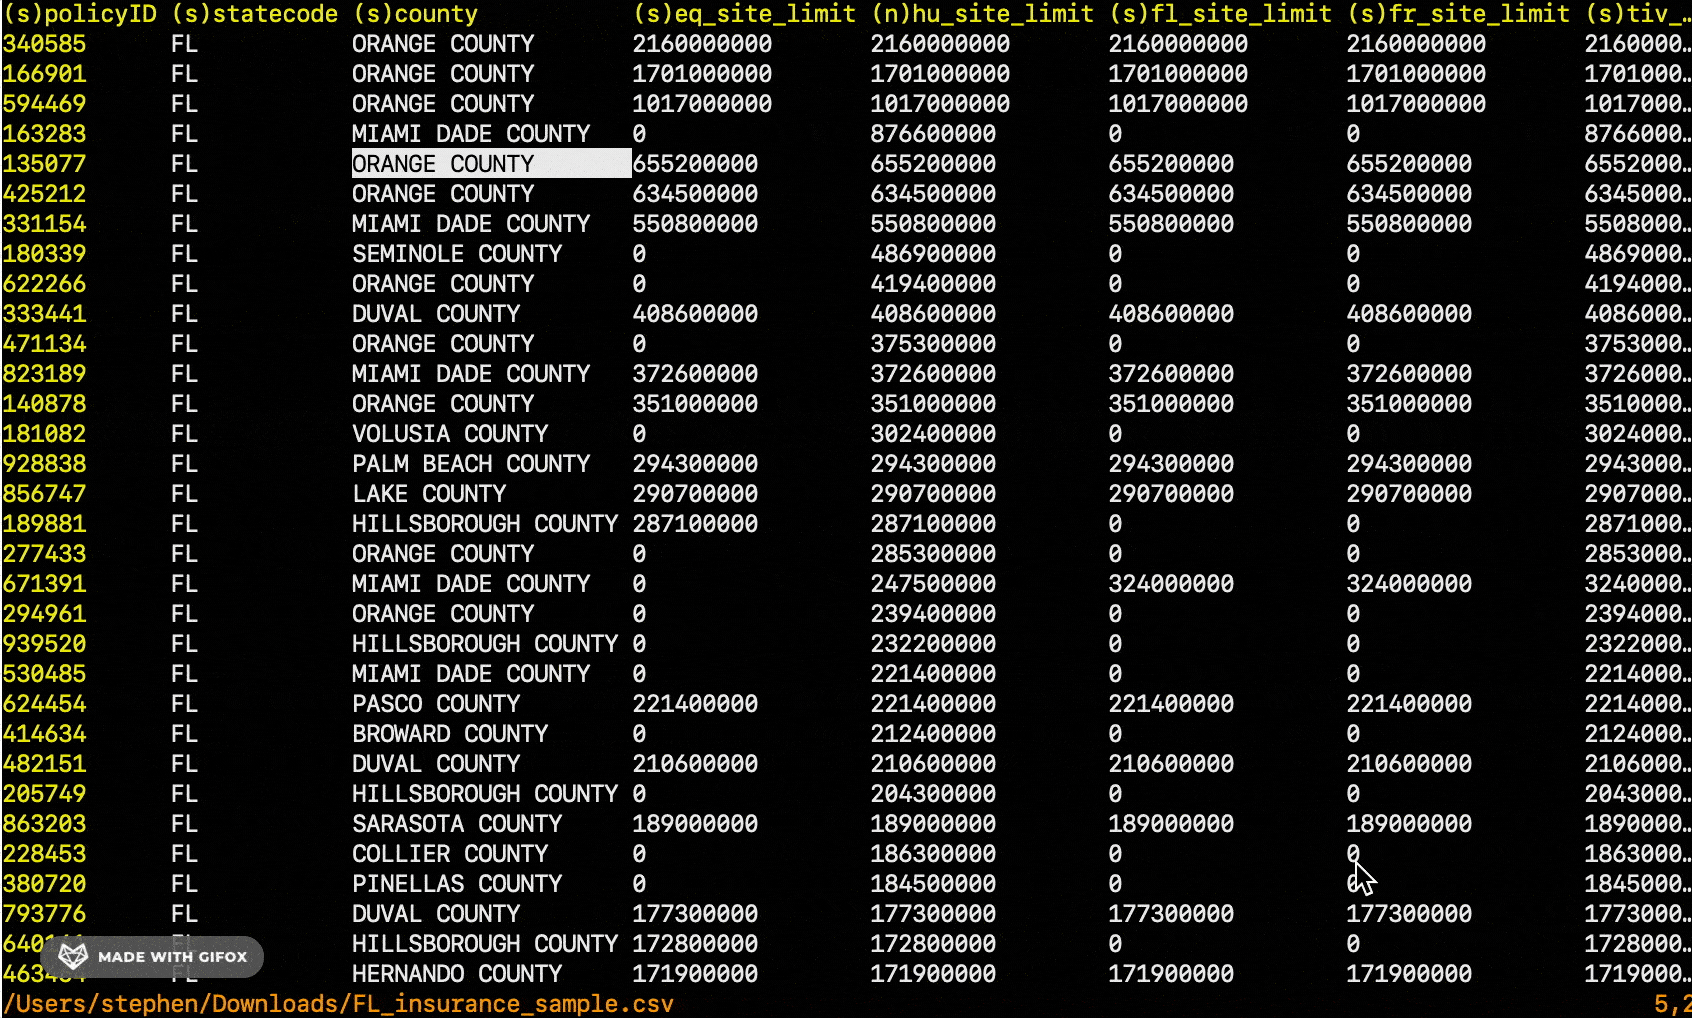 (s)policyID (s)statecode (s)county (s)eq_site_limit (n)hu_site_limit (s)fl_site_limit (s)fr_site_limit (s)tiv_…
340585 FL ORANGE COUNTY 2160000000 2160000000 2160000000 2160000000 2160000…
166901 FL ORANGE COUNTY 1701000000 1701000000 1701000000 1701000000 1701000…
594469 FL ORANGE COUNTY 1017000000 1017000000 1017000000 1017000000 1017000…
163283 FL MIAMI DADE COUNTY 0 876600000 0 0 8766000…
135077 FL ORANGE COUNTY 655200000 655200000 655200000 655200000 6552000…
425212 FL ORANGE COUNTY 634500000 634500000 634500000 634500000 6345000…
331154 FL MIAMI DADE COUNTY 550800000 550800000 550800000 550800000 5508000…
180339 FL SEMINOLE COUNTY 0 486900000 0 0 4869000…
622266 FL ORANGE COUNTY 0 419400000 0 0 4194000…
333441 FL DUVAL COUNTY 408600000 408600000 408600000 408600000 4086000…
471134 FL ORANGE COUNTY 0 375300000 0 0 3753000…
823189 FL MIAMI DADE COUNTY 372600000 372600000 372600000 372600000 3726000…
140878 FL ORANGE COUNTY 351000000 351000000 351000000 351000000 3510000…
181082 FL VOLUSIA COUNTY 0 302400000 0 0 3024000…
928838 FL PALM BEACH COUNTY 294300000 294300000 294300000 294300000 2943000…
856747 FL LAKE COUNTY 290700000 290700000 290700000 290700000 2907000…
189881 FL HILLSBOROUGH COUNTY 287100000 287100000 0 0 2871000…
277433 FL ORANGE COUNTY 0 285300000 0 0 2853000…
671391 FL MIAMI DADE COUNTY 0 247500000 324000000 324000000 3240000…
294961 FL ORANGE COUNTY 0 239400000 0 0 2394000…
939520 FL HILLSBOROUGH COUNTY 0 232200000 0 0 2322000…
530485 FL MIAMI DADE COUNTY 0 221400000 0 0 2214000…
624454 FL PASCO COUNTY 221400000 221400000 221400000 221400000 2214000…
414634 FL BROWARD COUNTY 0 212400000 0 0 2124000…
482151 FL DUVAL COUNTY 210600000 210600000 210600000 210600000 2106000…
205749 FL HILLSBOROUGH COUNTY 0 204300000 0 0 2043000…
863203 FL SARASOTA COUNTY 189000000 189000000 189000000 189000000 1890000…
228453 FL COLLIER COUNTY 0 186300000 0 0 1863000…
380720 FL PINELLAS COUNTY 0 184500000 0 0 1845000…
793776 FL DUVAL COUNTY 177300000 177300000 177300000 177300000 1773000…
FL HILLSBOROUGH COUNTY 172800000 172800000 0 0 1728000…
MADE WITH GIFOX
FL HERNANDO COUNTY 171900000 171900000 171900000 171900000 1719000…
/Users/stephen/Downloads/FL_insurance_sample.csv 5,2